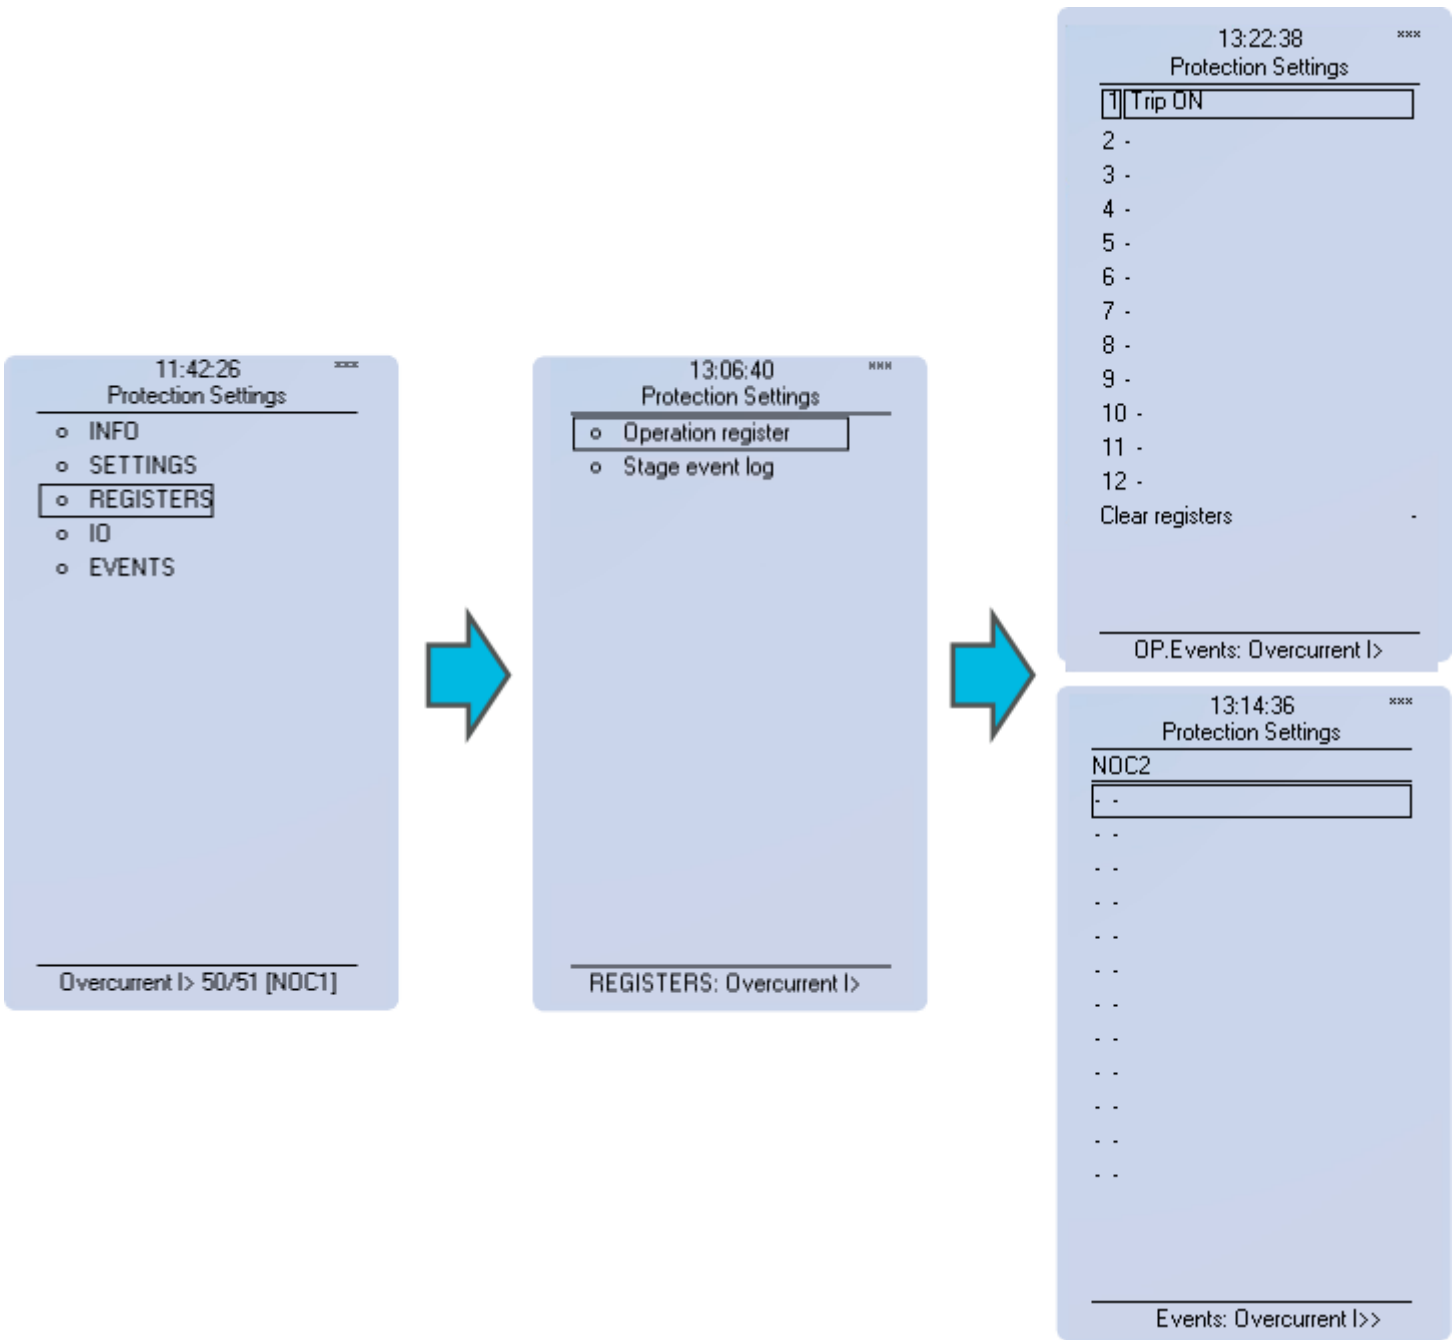 11:42:26 ***
Protection Settings
INFO
SETTINGS
REGISTERS
IO
EVENTS
Overcurrent I> 50/51 [NOC1]
13:06:40 ***
Protection Settings
Operation register
Stage event log
REGISTERS: Overcurrent I>
13:22:38 ***
Protection Settings
1 Trip ON
2 -
3 -
4 -
5 -
6 -
7 -
8 -
9 -
10 -
11 -
12 -
Clear registers -
OP.Events: Overcurrent I>
13:14:36 ***
Protection Settings
NOC2
- -
- -
- -
- -
- -
- -
- -
- -
- -
- -
- -
- -
Events: Overcurrent I>>